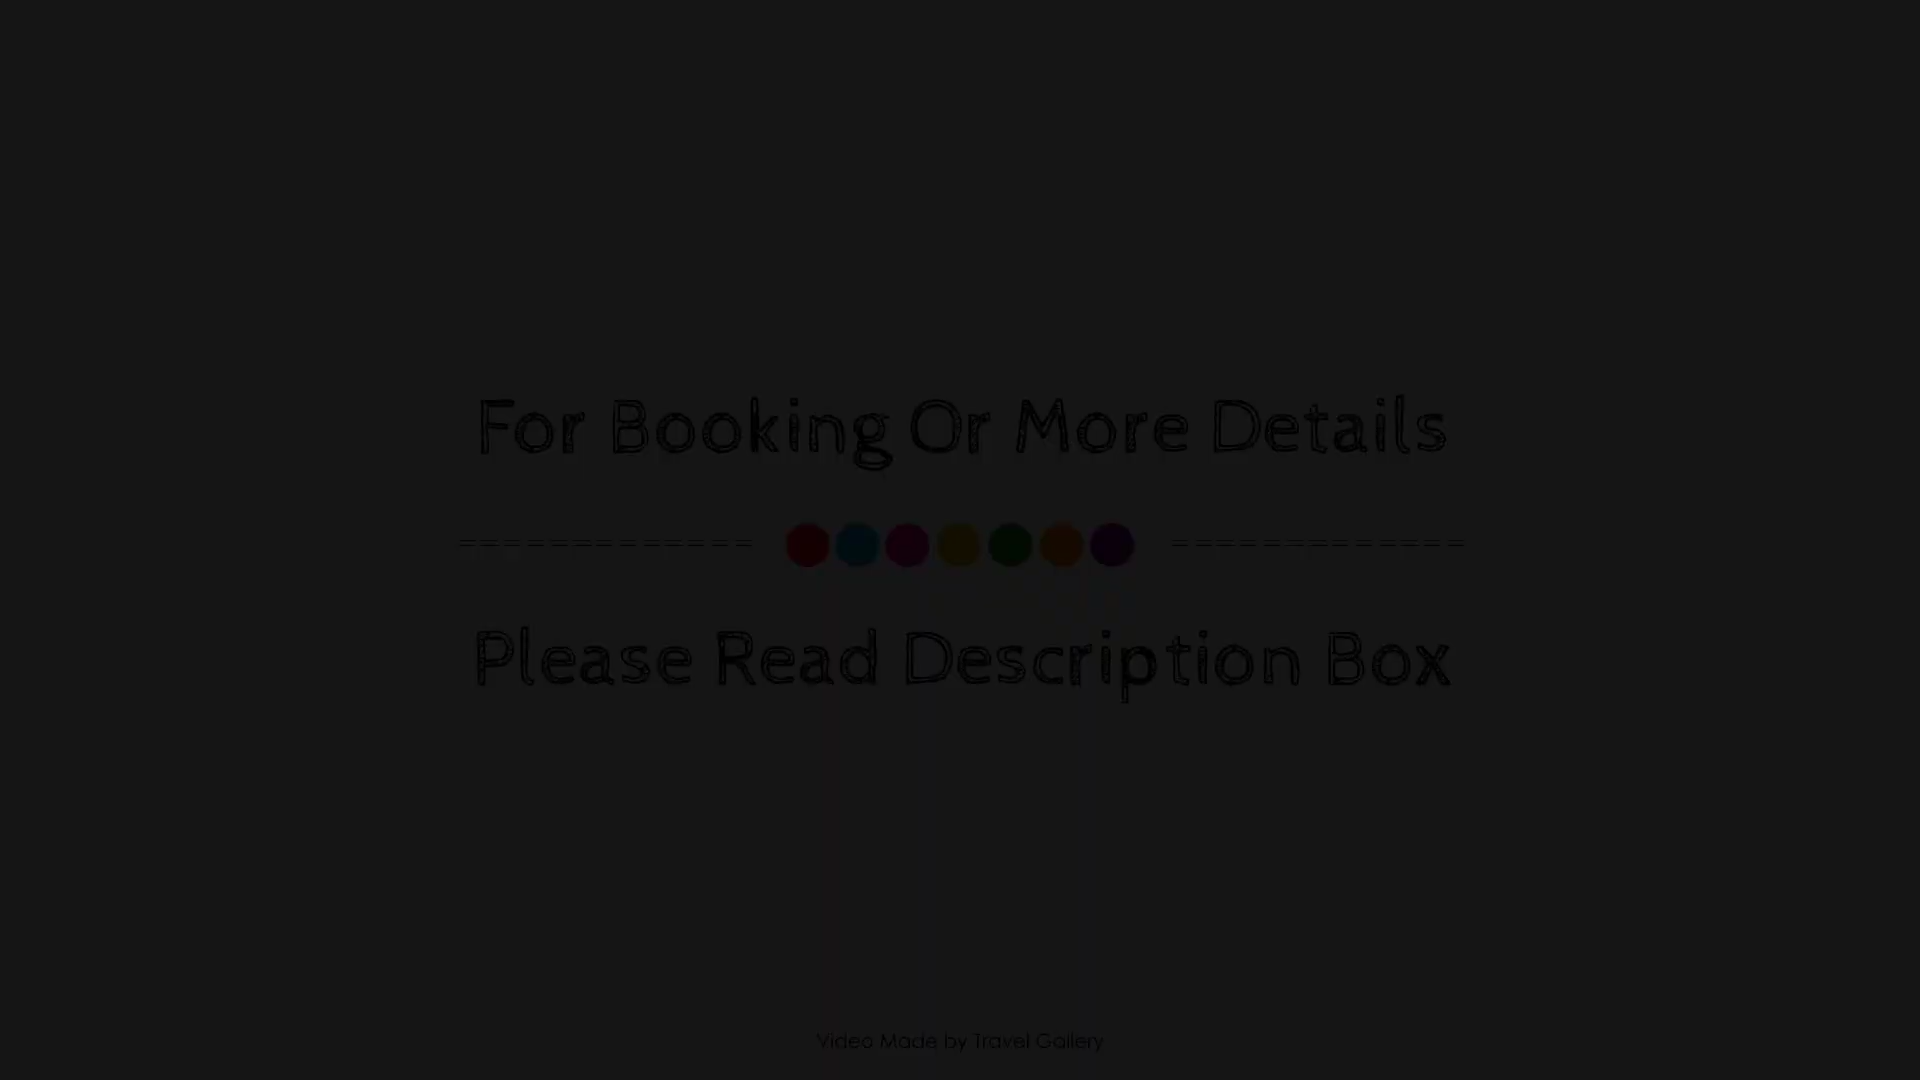 For Booking Or More Details
============= =============
Please Read Description Box
Video Made by Travel Gallery